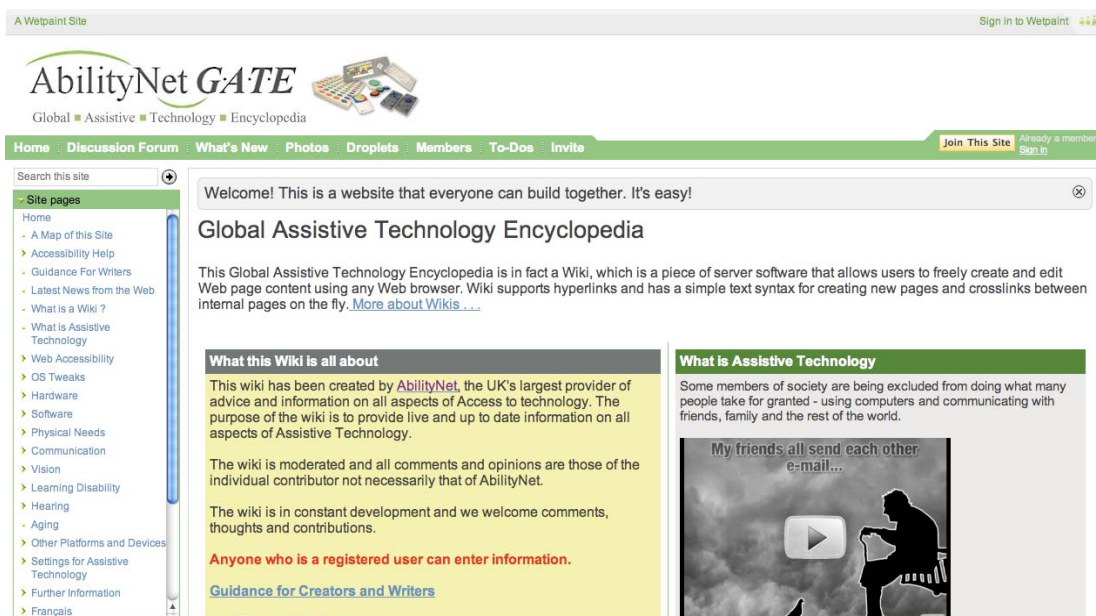 A Wetpaint Site
Sign in to Wetpaint
AbilityNet GATE
Global ■ Assistive ■ Technology ■ Encyclopedia
Home Discussion Forum What's New Photos Droplets Members To-Dos Invite
Join This Site
Already a member
Sign in
Search this site
Site pages
Home
A Map of this Site
Accessibility Help
Guidance For Writers
Latest News from the Web
What is a Wiki ?
What is Assistive
Technology
Web Accessibility
OS Tweaks
Hardware
Software
Physical Needs
Communication
Vision
Learning Disability
Hearing
Aging
Other Platforms and Devices
Settings for Assistive
Technology
Further Information
Français
Welcome! This is a website that everyone can build together. It's easy!
Global Assistive Technology Encyclopedia
This Global Assistive Technology Encyclopedia is in fact a Wiki, which is a piece of server software that allows users to freely create and edit
Web page content using any Web browser. Wiki supports hyperlinks and has a simple text syntax for creating new pages and crosslinks between
internal pages on the fly. More about Wikis . . .
What this Wiki is all about
This wiki has been created by AbilityNet, the UK's largest provider of
advice and information on all aspects of Access to technology. The
purpose of the wiki is to provide live and up to date information on all
aspects of Assistive Technology.
The wiki is moderated and all comments and opinions are those of the
individual contributor not necessarily that of AbilityNet.
The wiki is in constant development and we welcome comments,
thoughts and contributions.
Anyone who is a registered user can enter information.
Guidance for Creators and Writers
What is Assistive Technology
Some members of society are being excluded from doing what many
people take for granted - using computers and communicating with
friends, family and the rest of the world.
My friends all send each other
e-mail...